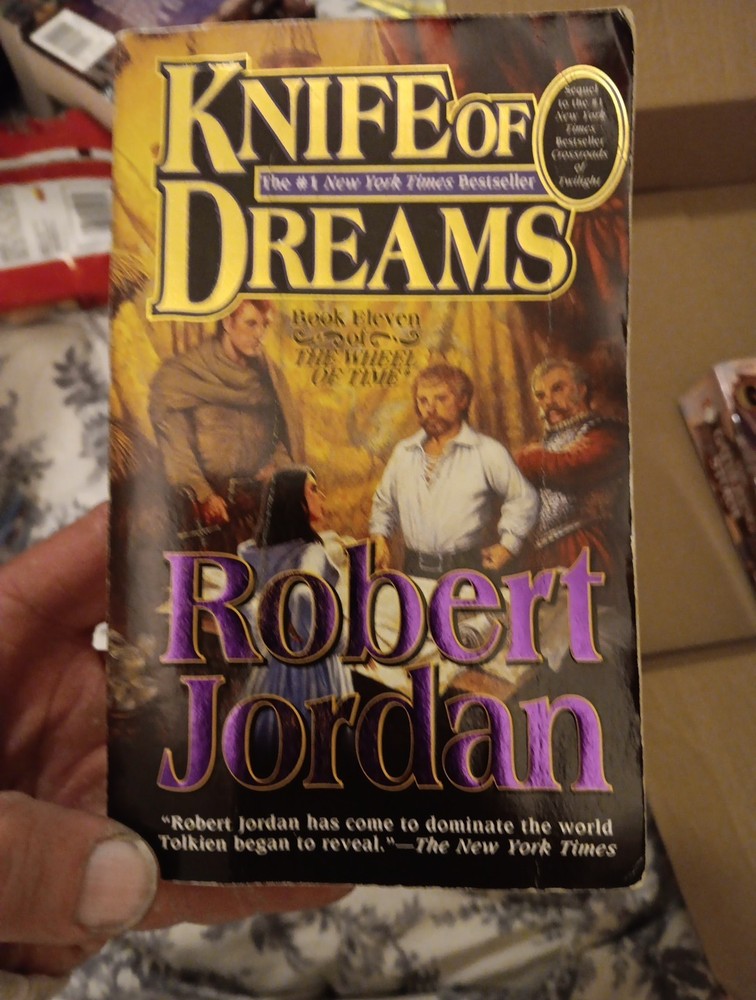 KNIFE OF
The #1 New York Times Bestseller
DREAMS
Sequel
to the #1
New York
Times
Bestseller
Crossroads
of
Twilight
Book Eleven
of
THE WHEEL
OF TIME®
Robert
Jordan
“Robert Jordan has come to dominate the world
Tolkien began to reveal.”—The New York Times